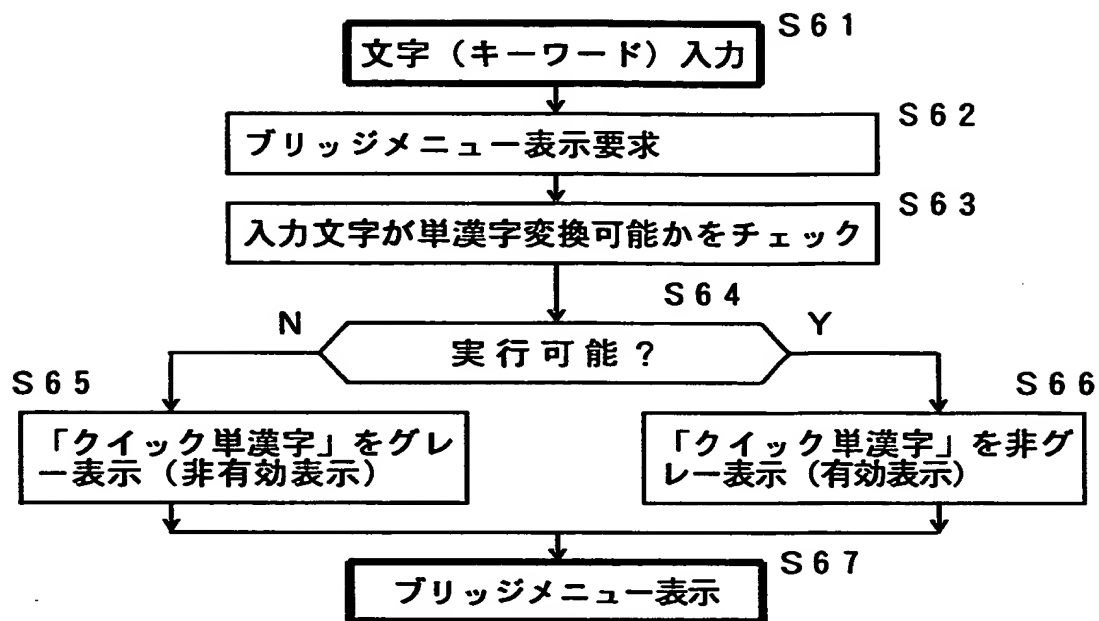 S61
文字（キーワード）入力
S62
ブリッジメニュー表示要求
S63
入力文字が単漢字変換可能かをチェック
S64
N
実行可能？
Y
S65
「クイック単漢字」をグレ
ー表示（非有効表示）
S66
「クイック単漢字」を非グ
レー表示（有効表示）
S67
ブリッジメニュー表示